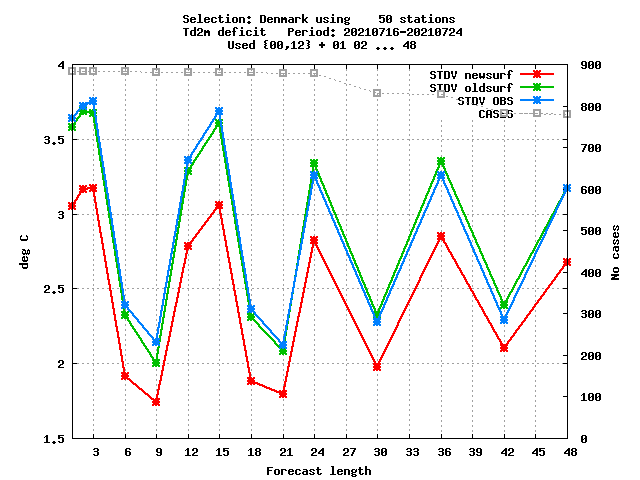 Selection: Denmark using    50 stations
Td2m deficit   Period: 20210716-20210724
Used {00,12} + 01 02 ... 48
STDV newsurf
STDV oldsurf
STDV OBS
CASES
4
3.5
3
2.5
2
1.5
deg C
900
800
700
600
500
400
300
200
100
0
No cases
3 6 9 12 15 18 21 24 27 30 33 36 39 42 45 48
Forecast length